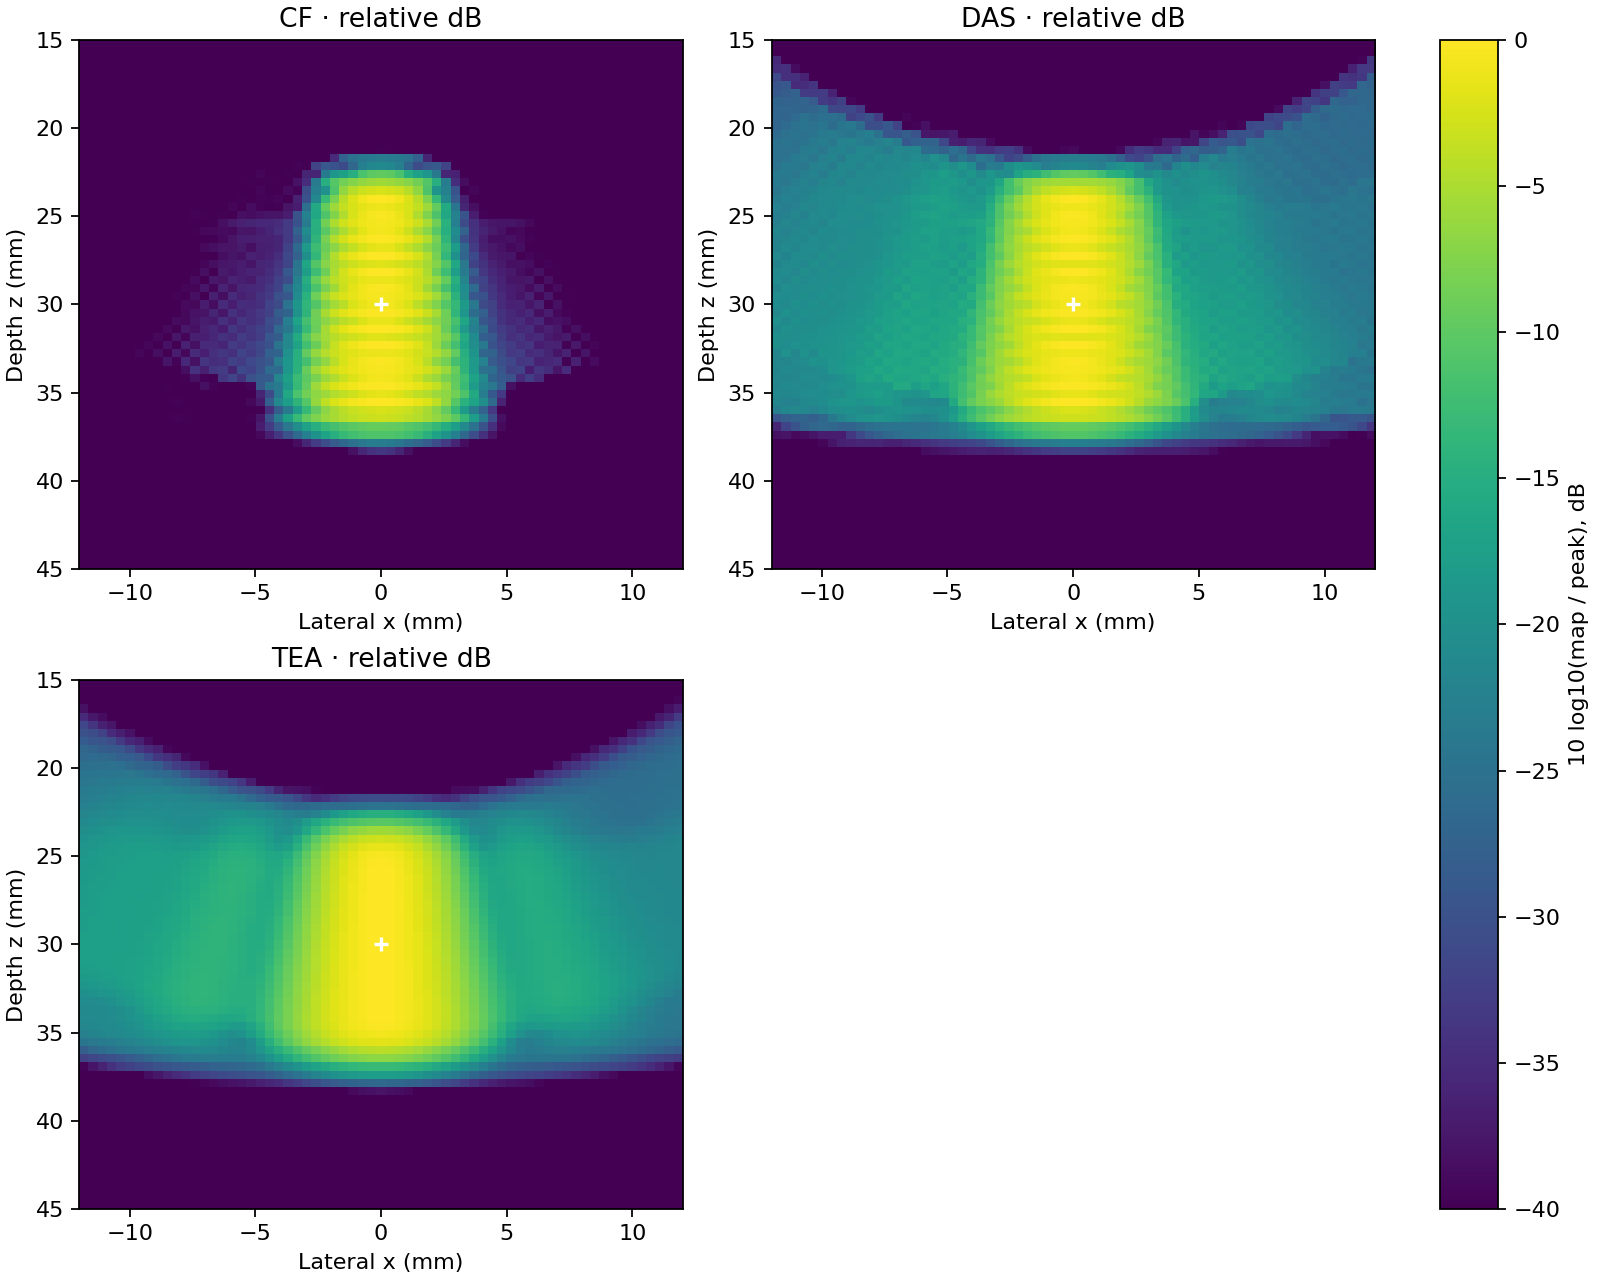 CF · relative dB
15
20
25
30
35
40
45
Depth z (mm)
−10 −5 0 5 10
Lateral x (mm)
DAS · relative dB
15
20
25
30
35
40
45
Depth z (mm)
−10 −5 0 5 10
Lateral x (mm)
TEA · relative dB
15
20
25
30
35
40
45
Depth z (mm)
−10 −5 0 5 10
Lateral x (mm)
0
−5
−10
−15
−20
−25
−30
−35
−40
10 log10(map / peak), dB